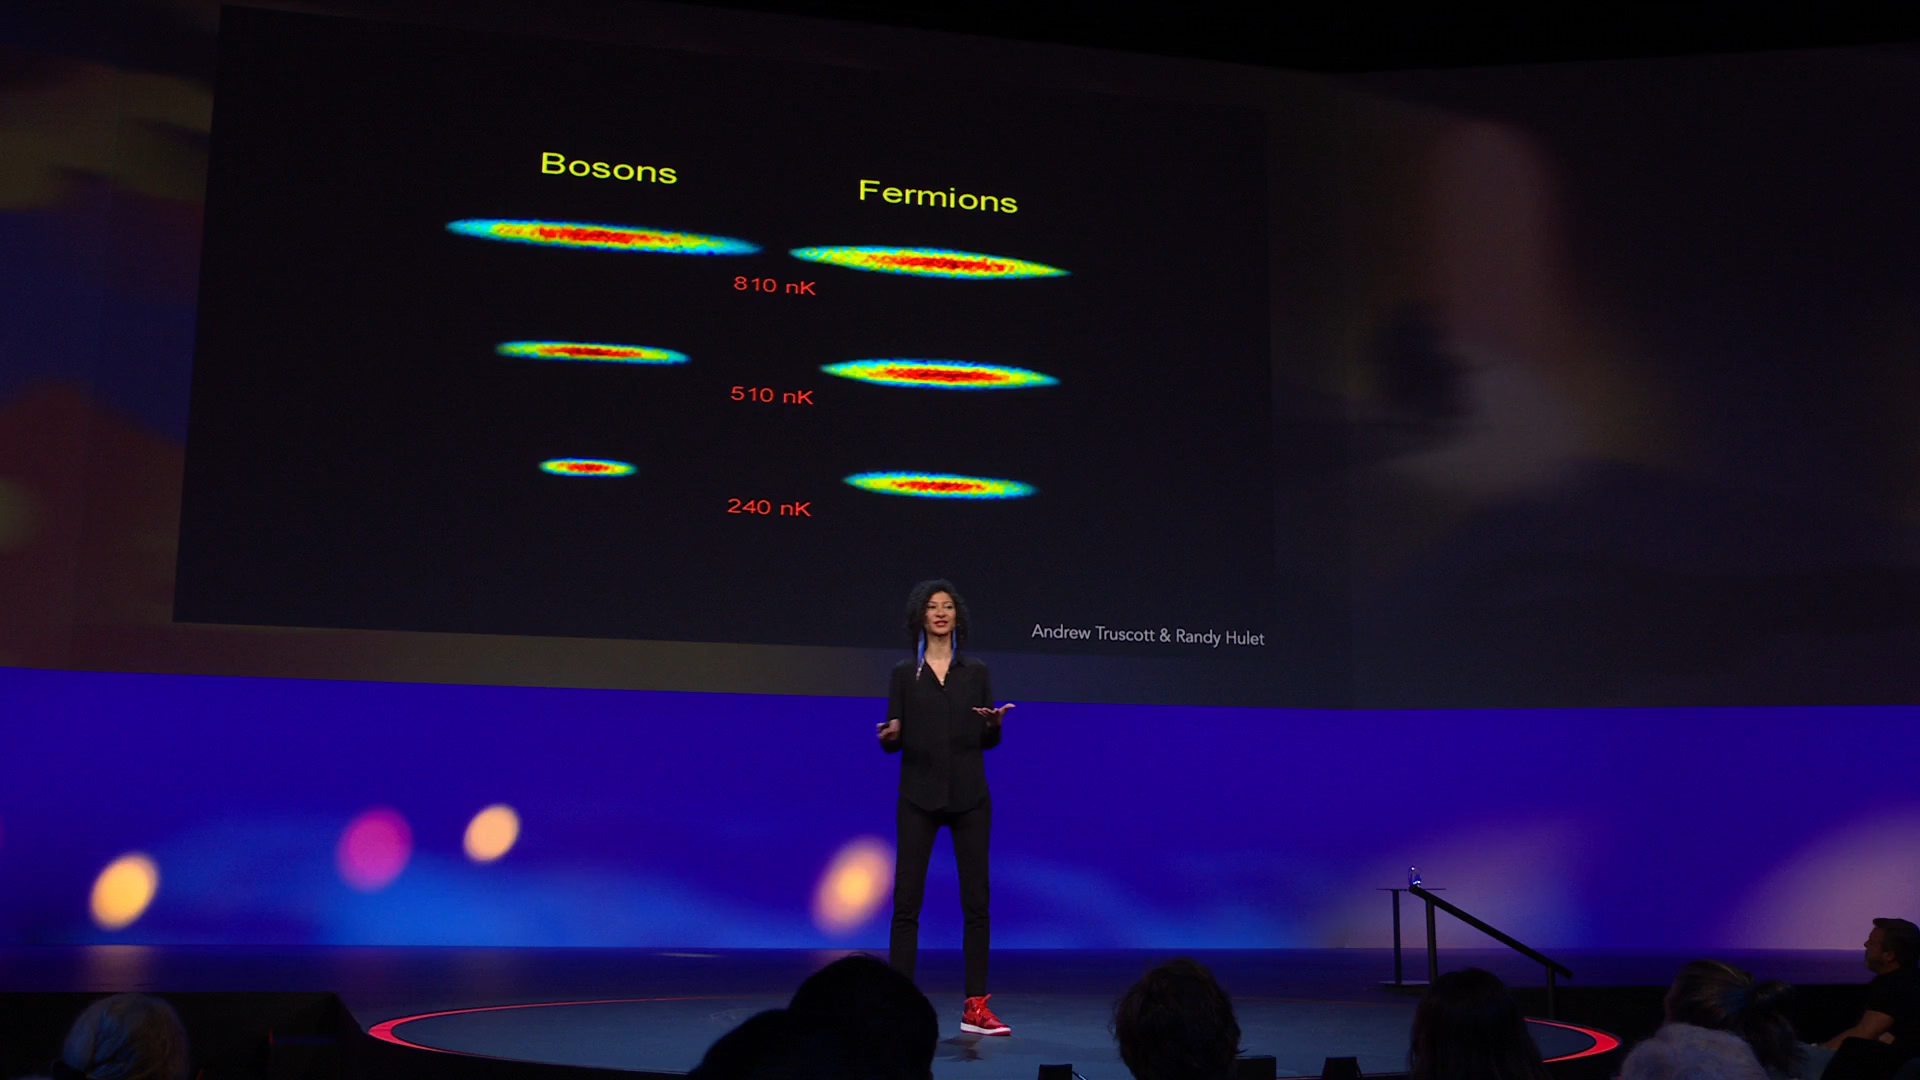 Bosons
Fermions
810 nK
510 nK
240 nK
Andrew Truscott & Randy Hulet